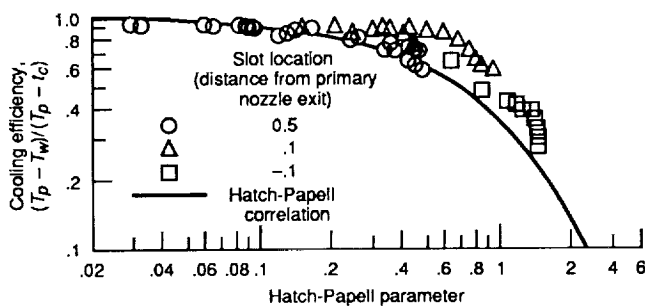 Cooling efficiency,
(Tp – Tw)/(Tp – tc)
1.0
.8
.6
.4
.2
.1
Slot location
(distance from primary
nozzle exit)
0.5
.1
–.1
Hatch-Papell
correlation
.02 .04 .06 .08 .1 .2 .4 .6 .8 1 2 4 6
Hatch-Papell parameter